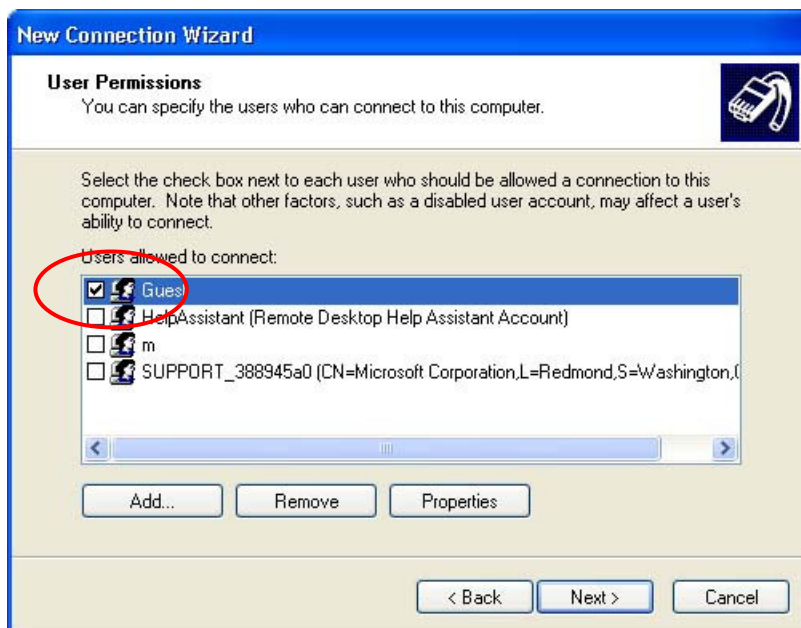 New Connection Wizard
User Permissions
You can specify the users who can connect to this computer.
Select the check box next to each user who should be allowed a connection to this
computer. Note that other factors, such as a disabled user account, may affect a user's
ability to connect.
Users allowed to connect:
Guest
HelpAssistant (Remote Desktop Help Assistant Account)
m
SUPPORT_388945a0 (CN=Microsoft Corporation,L=Redmond,S=Washington,(
Add... Remove Properties
< Back Next > Cancel